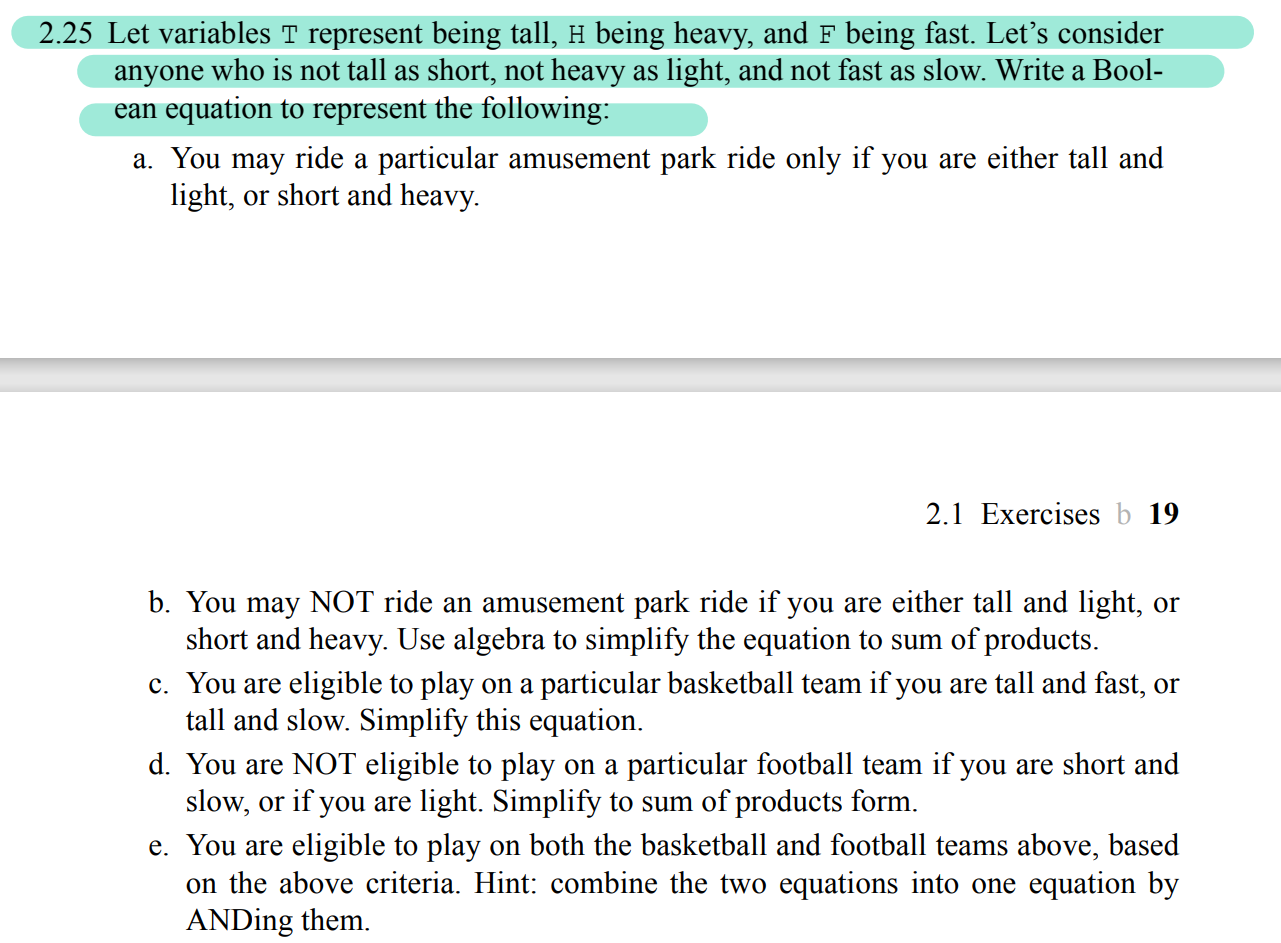 2.25 Let variables T represent being tall, H being heavy, and F being fast. Let’s consider
anyone who is not tall as short, not heavy as light, and not fast as slow. Write a Bool-
ean equation to represent the following:
a. You may ride a particular amusement park ride only if you are either tall and
light, or short and heavy.
2.1 Exercises b 19
b. You may NOT ride an amusement park ride if you are either tall and light, or
short and heavy. Use algebra to simplify the equation to sum of products.
c. You are eligible to play on a particular basketball team if you are tall and fast, or
tall and slow. Simplify this equation.
d. You are NOT eligible to play on a particular football team if you are short and
slow, or if you are light. Simplify to sum of products form.
e. You are eligible to play on both the basketball and football teams above, based
on the above criteria. Hint: combine the two equations into one equation by
ANDing them.